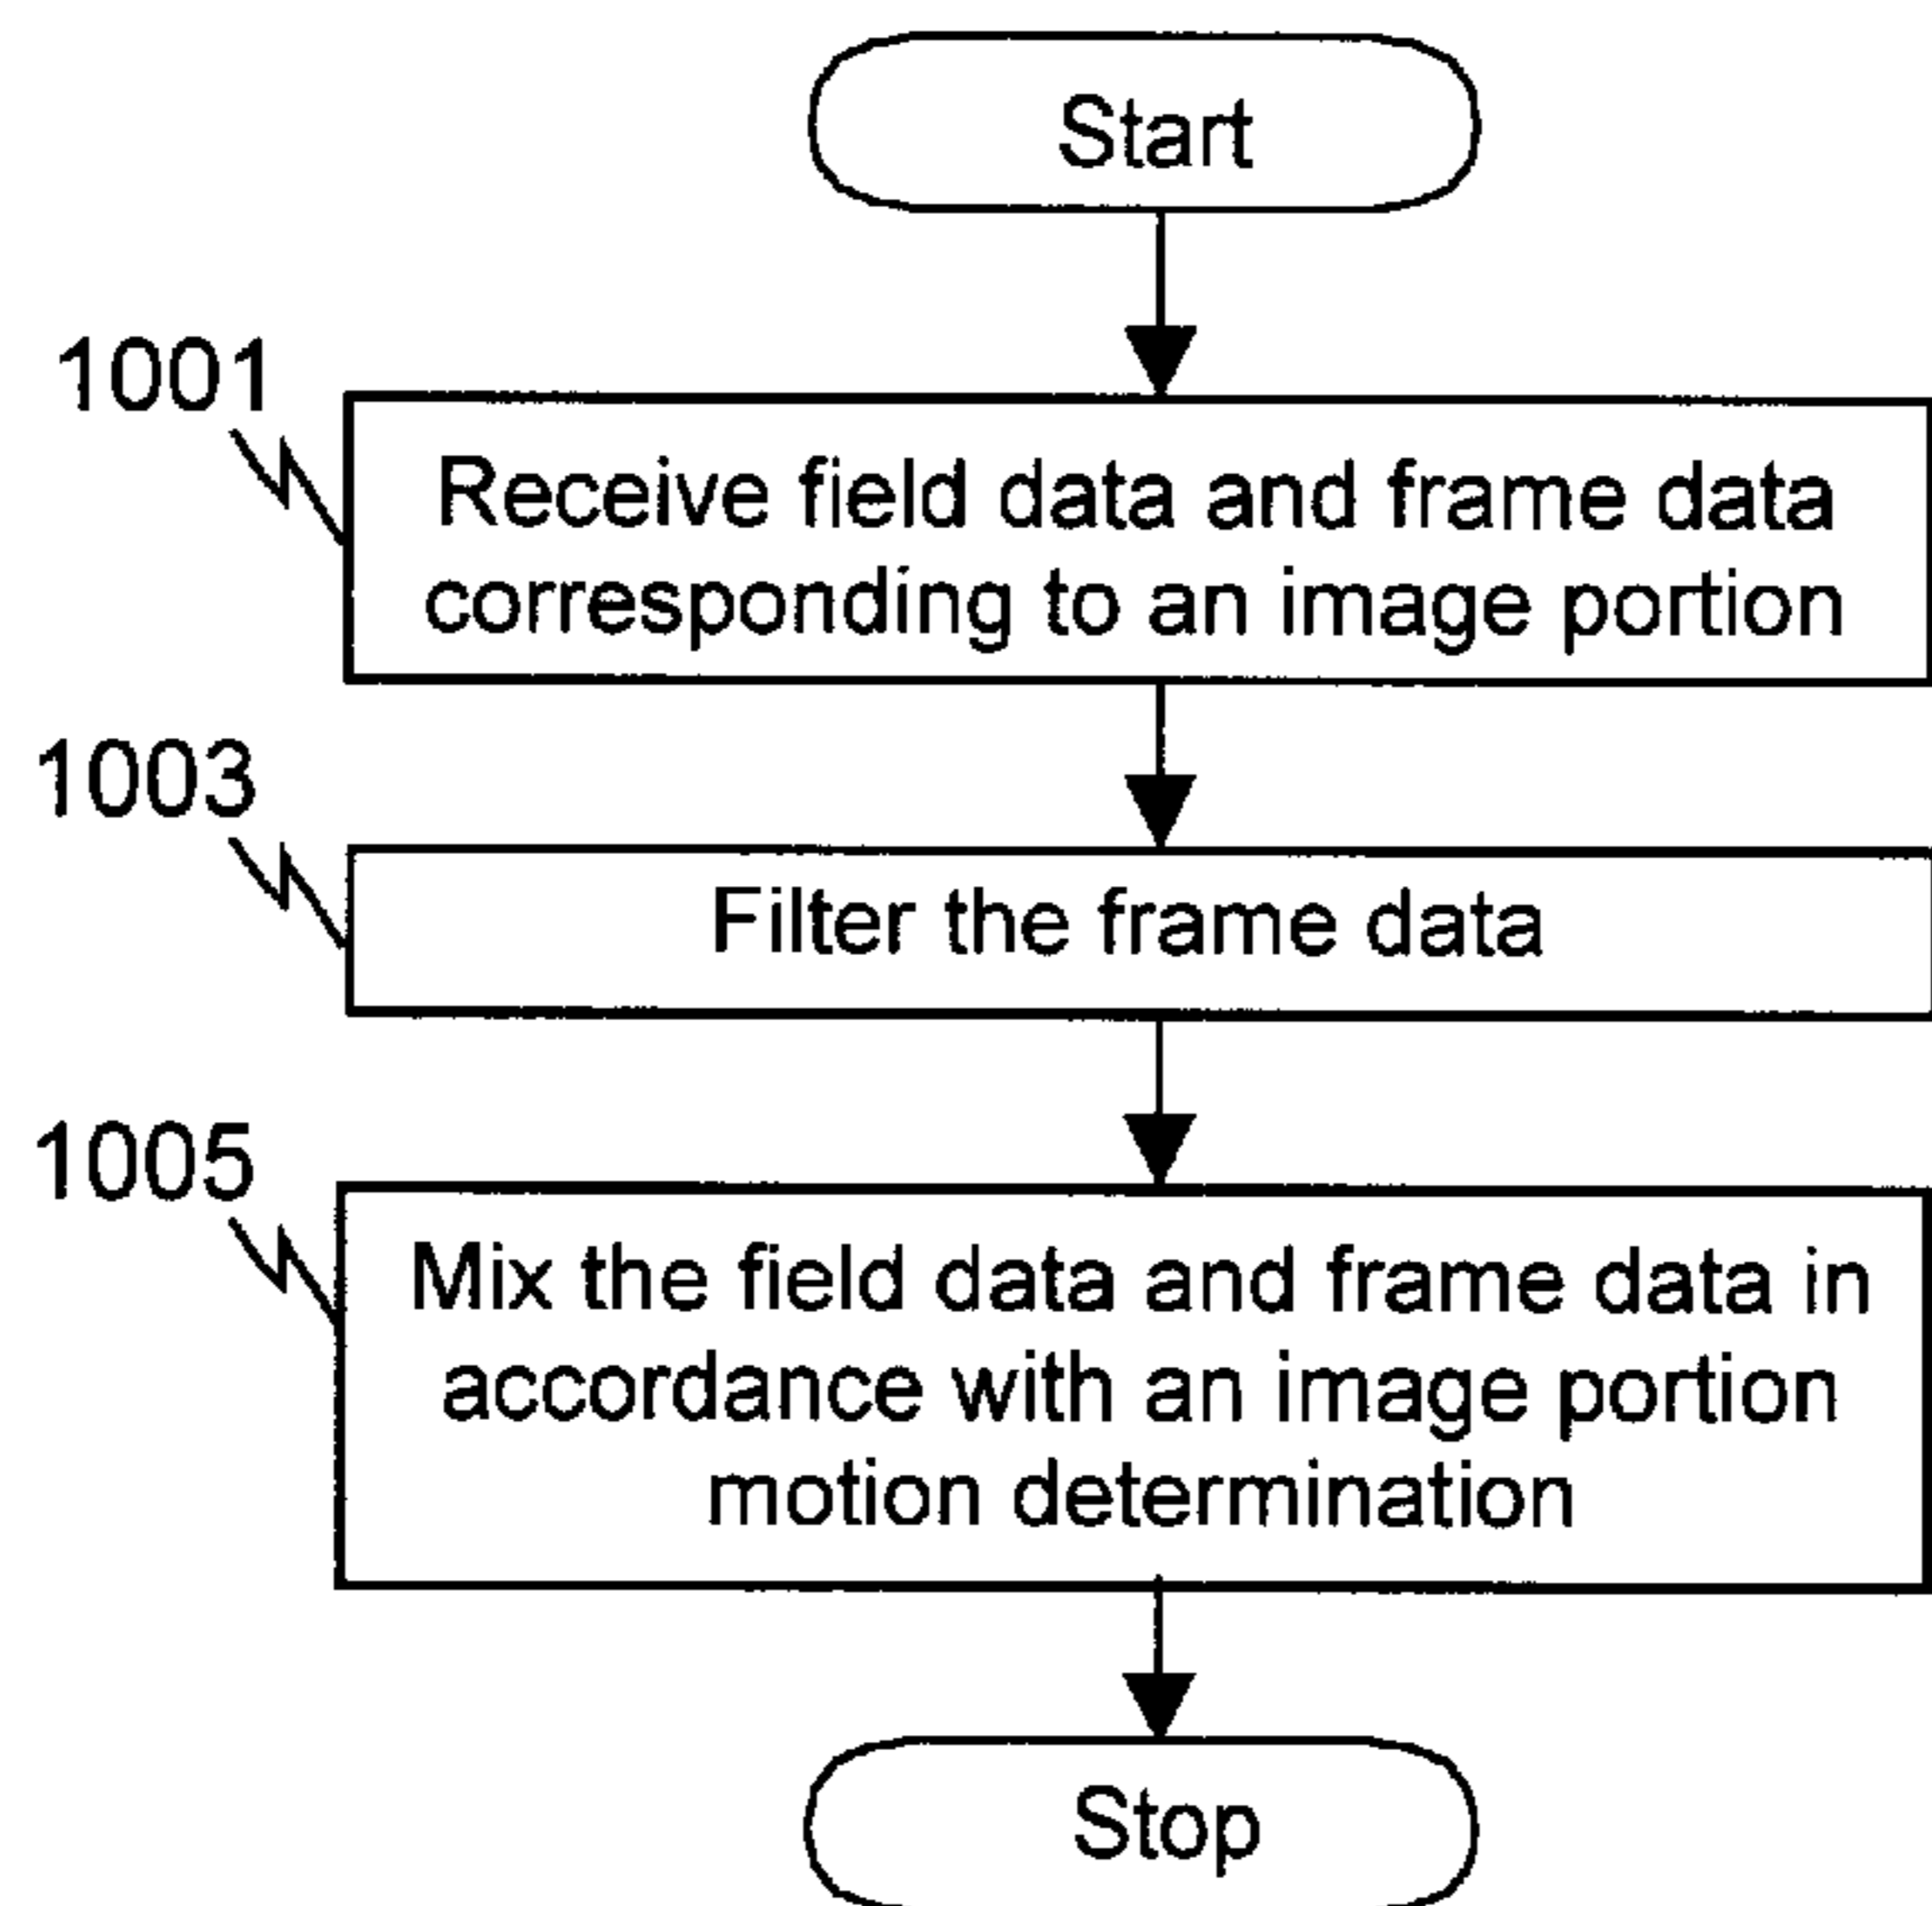 Start
1001
Receive field data and frame data
corresponding to an image portion
1003
Filter the frame data
1005
Mix the field data and frame data in
accordance with an image portion
motion determination
Stop